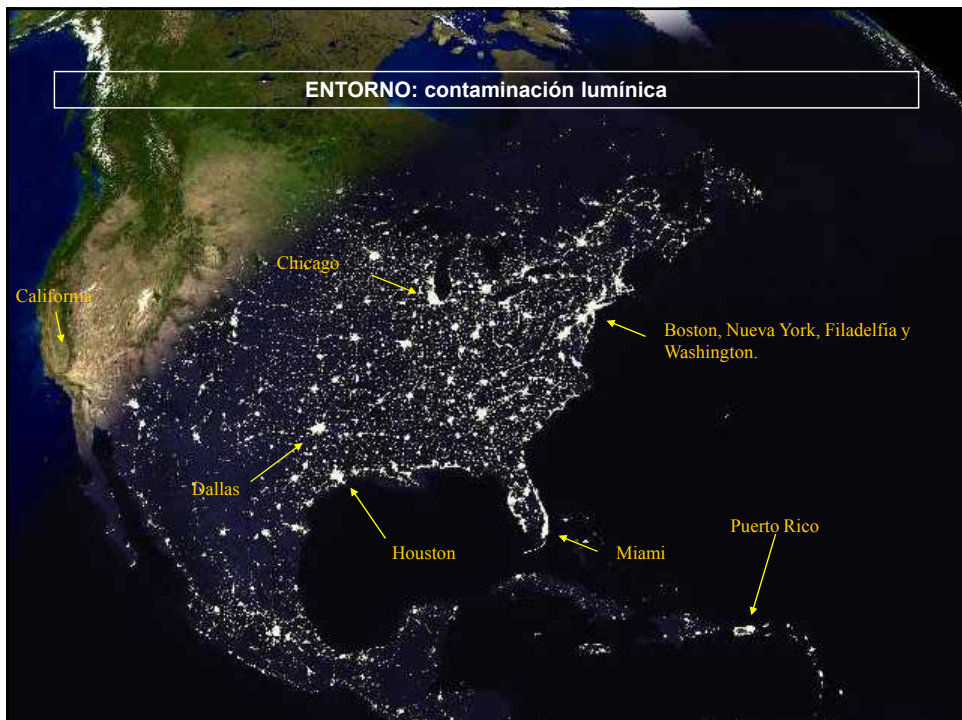 ENTORNO: contaminación lumínica
Chicago
California
Boston, Nueva York, Filadelfia y
Washington.
Dallas
Houston
Miami
Puerto Rico